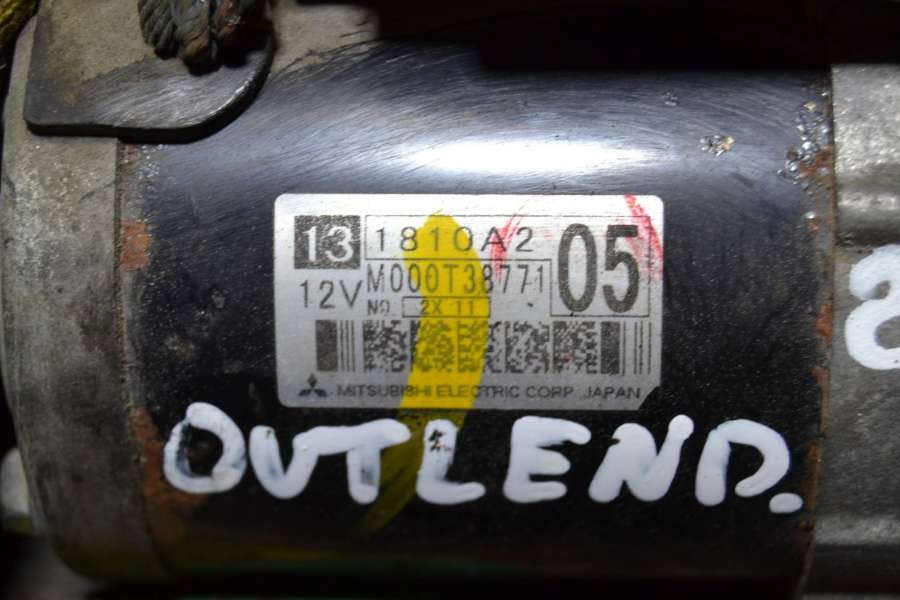 13 1810A2 05
12V M000T38771
NO. 2X 11
MITSUBISHI ELECTRIC CORP. JAPAN
OUTLEND.